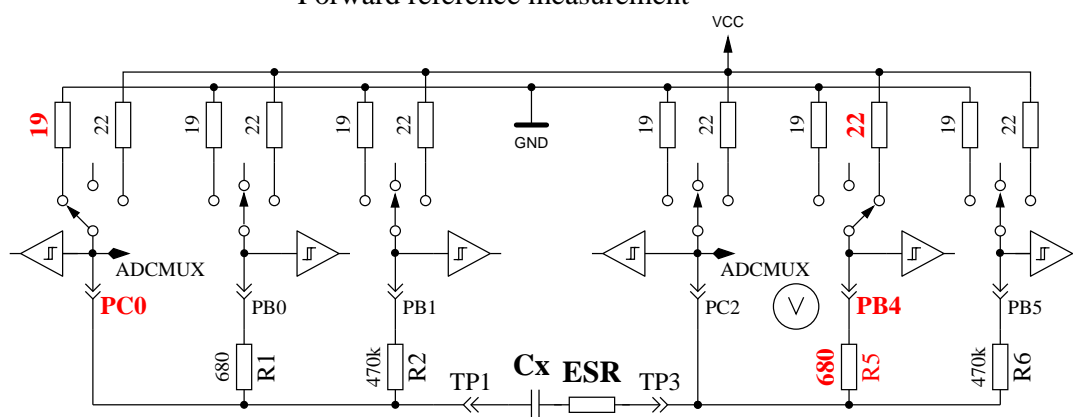 Forward reference measurement
VCC
19
22
19
22
19
22
GND
19
22
19
22
19
22
ADCMUX
ADCMUX
PC0
PB0
PB1
PC2
V
PB4
PB5
680
R1
470k
R2
TP1
Cx
ESR
TP3
680
R5
470k
R6